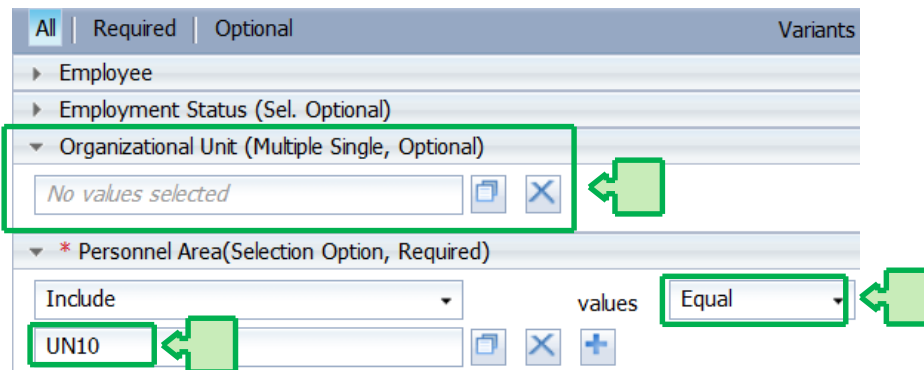 All | Required | Optional Variants
Employee
Employment Status (Sel. Optional)
Organizational Unit (Multiple Single, Optional)
No values selected
* Personnel Area(Selection Option, Required)
Include values Equal
UN10